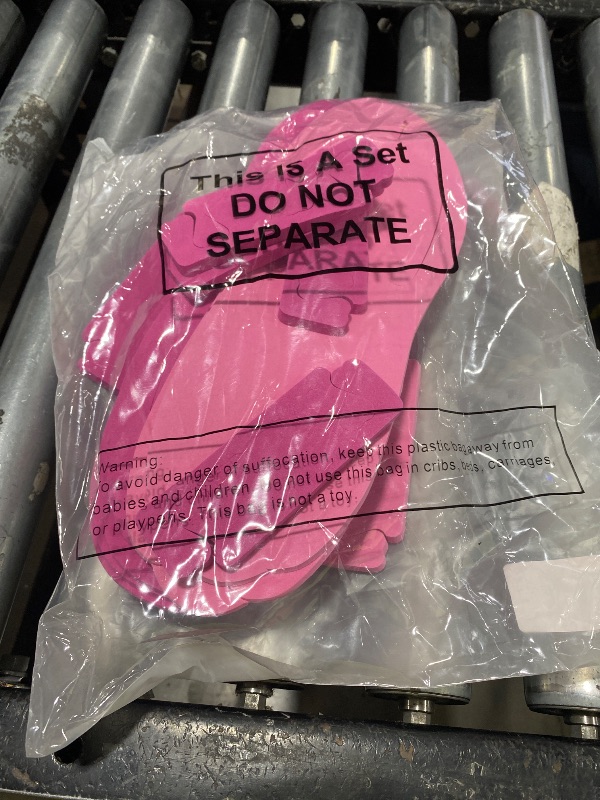 This Is A Set
DO NOT
SEPARATE
Warning:
To avoid danger of suffocation, keep this plastic bag away from
babies and children. Do not use this bag in cribs, beds, carriages,
or playpens. This bag is not a toy.